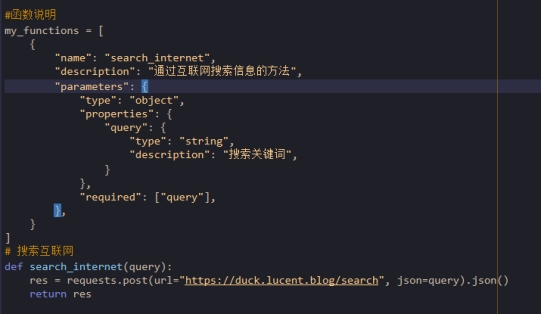 #函数说明
my_functions = [
    {
        "name": "search_internet",
        "description": "通过互联网搜索信息的方法",
        "parameters": {
            "type": "object",
            "properties": {
                "query": {
                    "type": "string",
                    "description": "搜索关键词",
                }
            },
            "required": ["query"],
        },
    }
]
# 搜索互联网
def search_internet(query):
    res = requests.post(url="https://duck.lucent.blog/search", json=query).json()
    return res